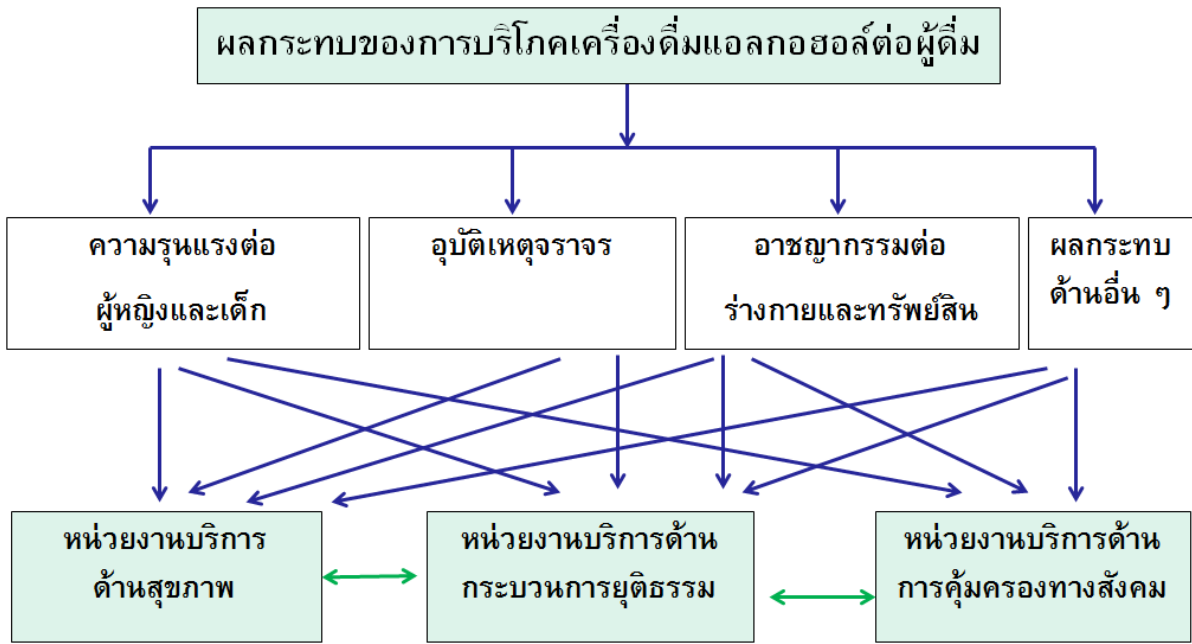 ผลกระทบของการบริโภคเครื่องดื่มแอลกอฮอล์ต่อผู้ดื่ม
ความรุนแรงต่อ
ผู้หญิงและเด็ก
อุบัติเหตุจราจร
อาชญากรรมต่อ
ร่างกายและทรัพย์สิน
ผลกระทบ
ด้านอื่น ๆ
หน่วยงานบริการ
ด้านสุขภาพ
หน่วยงานบริการด้าน
กระบวนการยุติธรรม
หน่วยงานบริการด้าน
การคุ้มครองทางสังคม